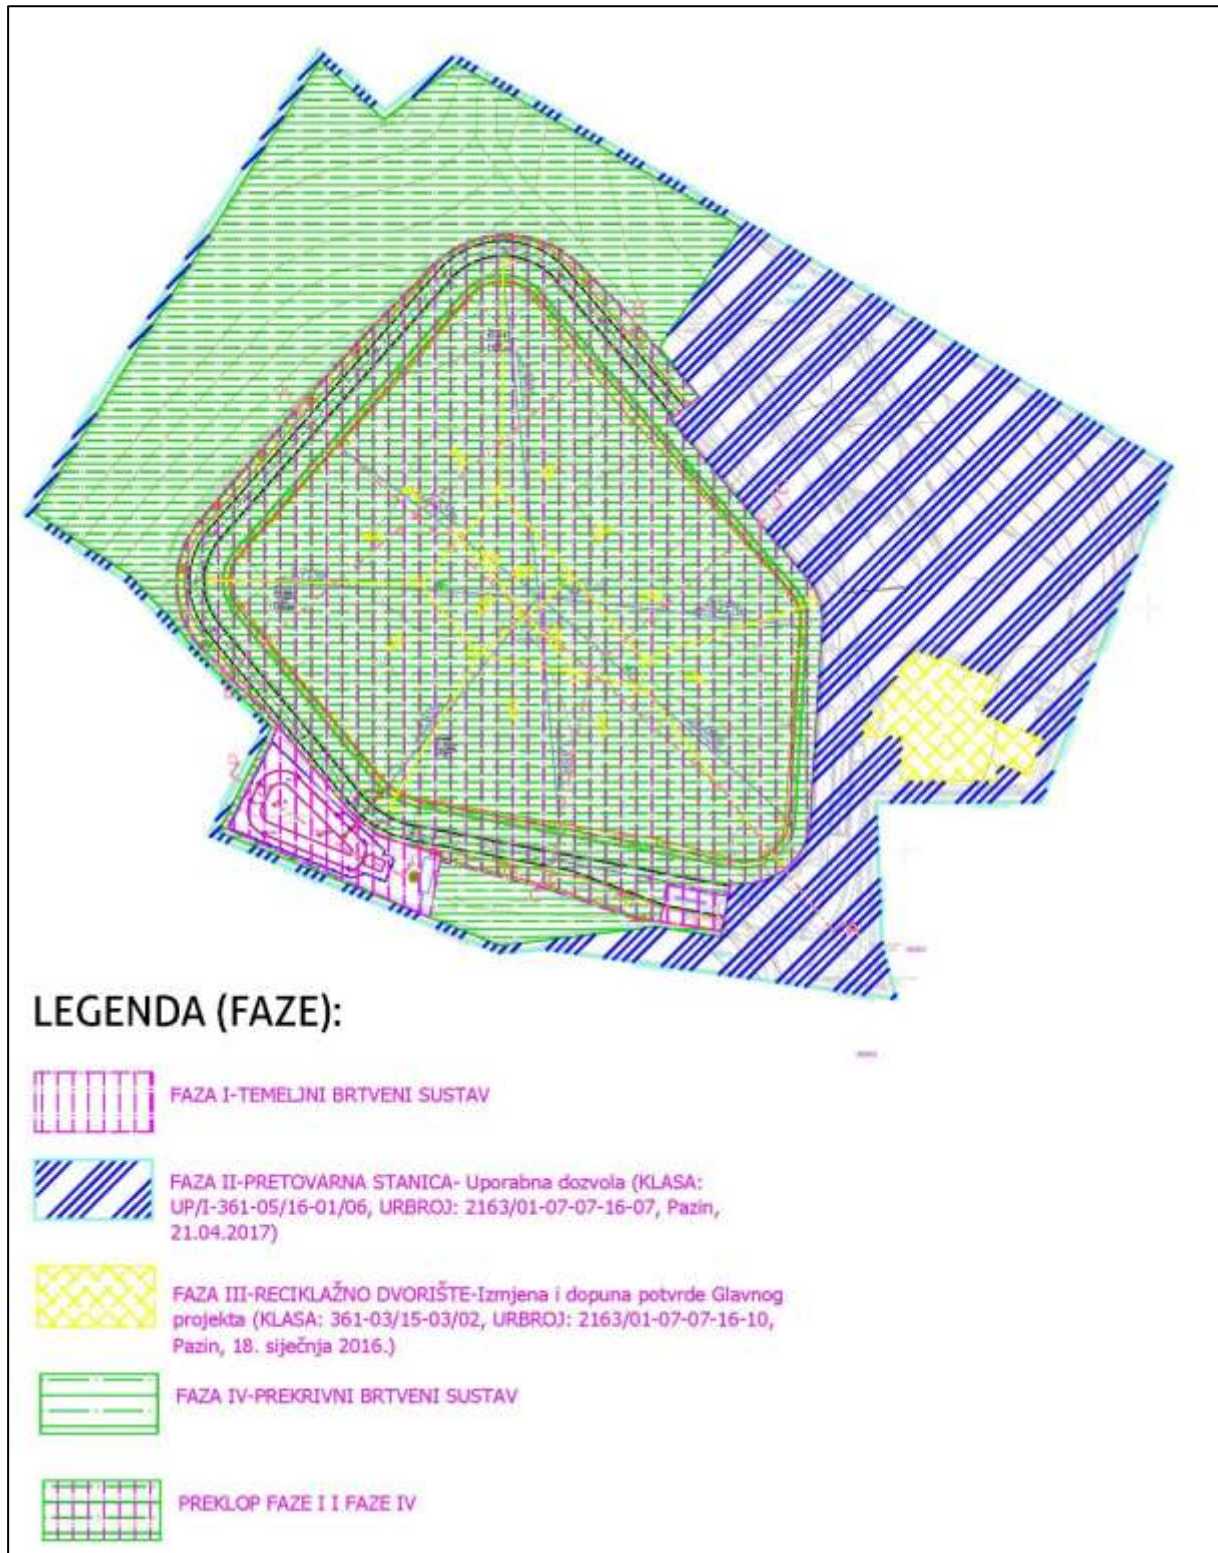 LEGENDA (FAZE):
FAZA I-TEMELJNI BRTVENI SUSTAV
FAZA II-PRETOVARNA STANICA- Uporabna dozvola (KLASA:
UP/I-361-05/16-01/06, URBROJ: 2163/01-07-07-16-07, Pazin,
21.04.2017)
FAZA III-RECIKLAŽNO DVORIŠTE-Izmjena i dopuna potvrde Glavnog
projekta (KLASA: 361-03/15-03/02, URBROJ: 2163/01-07-07-16-10,
Pazin, 18. siječnja 2016.)
FAZA IV-PREKRIVNI BRTVENI SUSTAV
PREKLOP FAZE I I FAZE IV